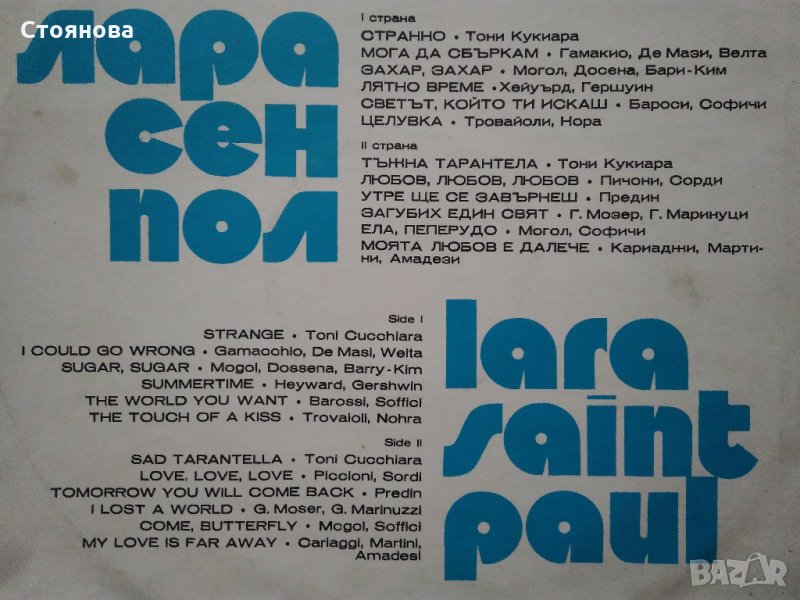 Стоянова
лара
сен
пол
I страна
СТРАННО • Тони Кукиара
МОГА ДА СБЪРКАМ • Гамакио, Де Мази, Велта
ЗАХАР, ЗАХАР • Могол, Досена, Бари-Ким
ЛЯТНО ВРЕМЕ • Хейуърд, Гершуин
СВЕТЪТ, КОЙТО ТИ ИСКАШ • Бароси, Софичи
ЦЕЛУВКА • Тровайоли, Нора
II страна
ТЪЖНА ТАРАНТЕЛА • Тони Кукиара
ЛЮБОВ, ЛЮБОВ, ЛЮБОВ • Пичони, Сорди
УТРЕ ЩЕ СЕ ЗАВЪРНЕШ • Предин
ЗАГУБИХ ЕДИН СВЯТ • Г. Мозер, Г. Маринуци
ЕЛА, ПЕПЕРУДО • Могол, Софичи
МОЯТА ЛЮБОВ Е ДАЛЕЧЕ • Кариаджи, Марти-
ни, Амадези
Side I
STRANGE • Toni Cucchiara
I COULD GO WRONG • Gamacchio, De Masi, Welta
SUGAR, SUGAR • Mogol, Dossena, Barry-Kim
SUMMERTIME • Heyward, Gershwin
THE WORLD YOU WANT • Barossi, Soffici
THE TOUCH OF A KISS • Trovaioli, Nohra
Side II
SAD TARANTELLA • Toni Cucchiara
LOVE, LOVE, LOVE • Piccioni, Sordi
TOMORROW YOU WILL COME BACK • Predin
I LOST A WORLD • G. Moser, G. Marinuzzi
COME, BUTTERFLY • Mogol, Soffici
MY LOVE IS FAR AWAY • Cariaggi, Martini,
Amadesi
lara
saint
paul
BAZAR